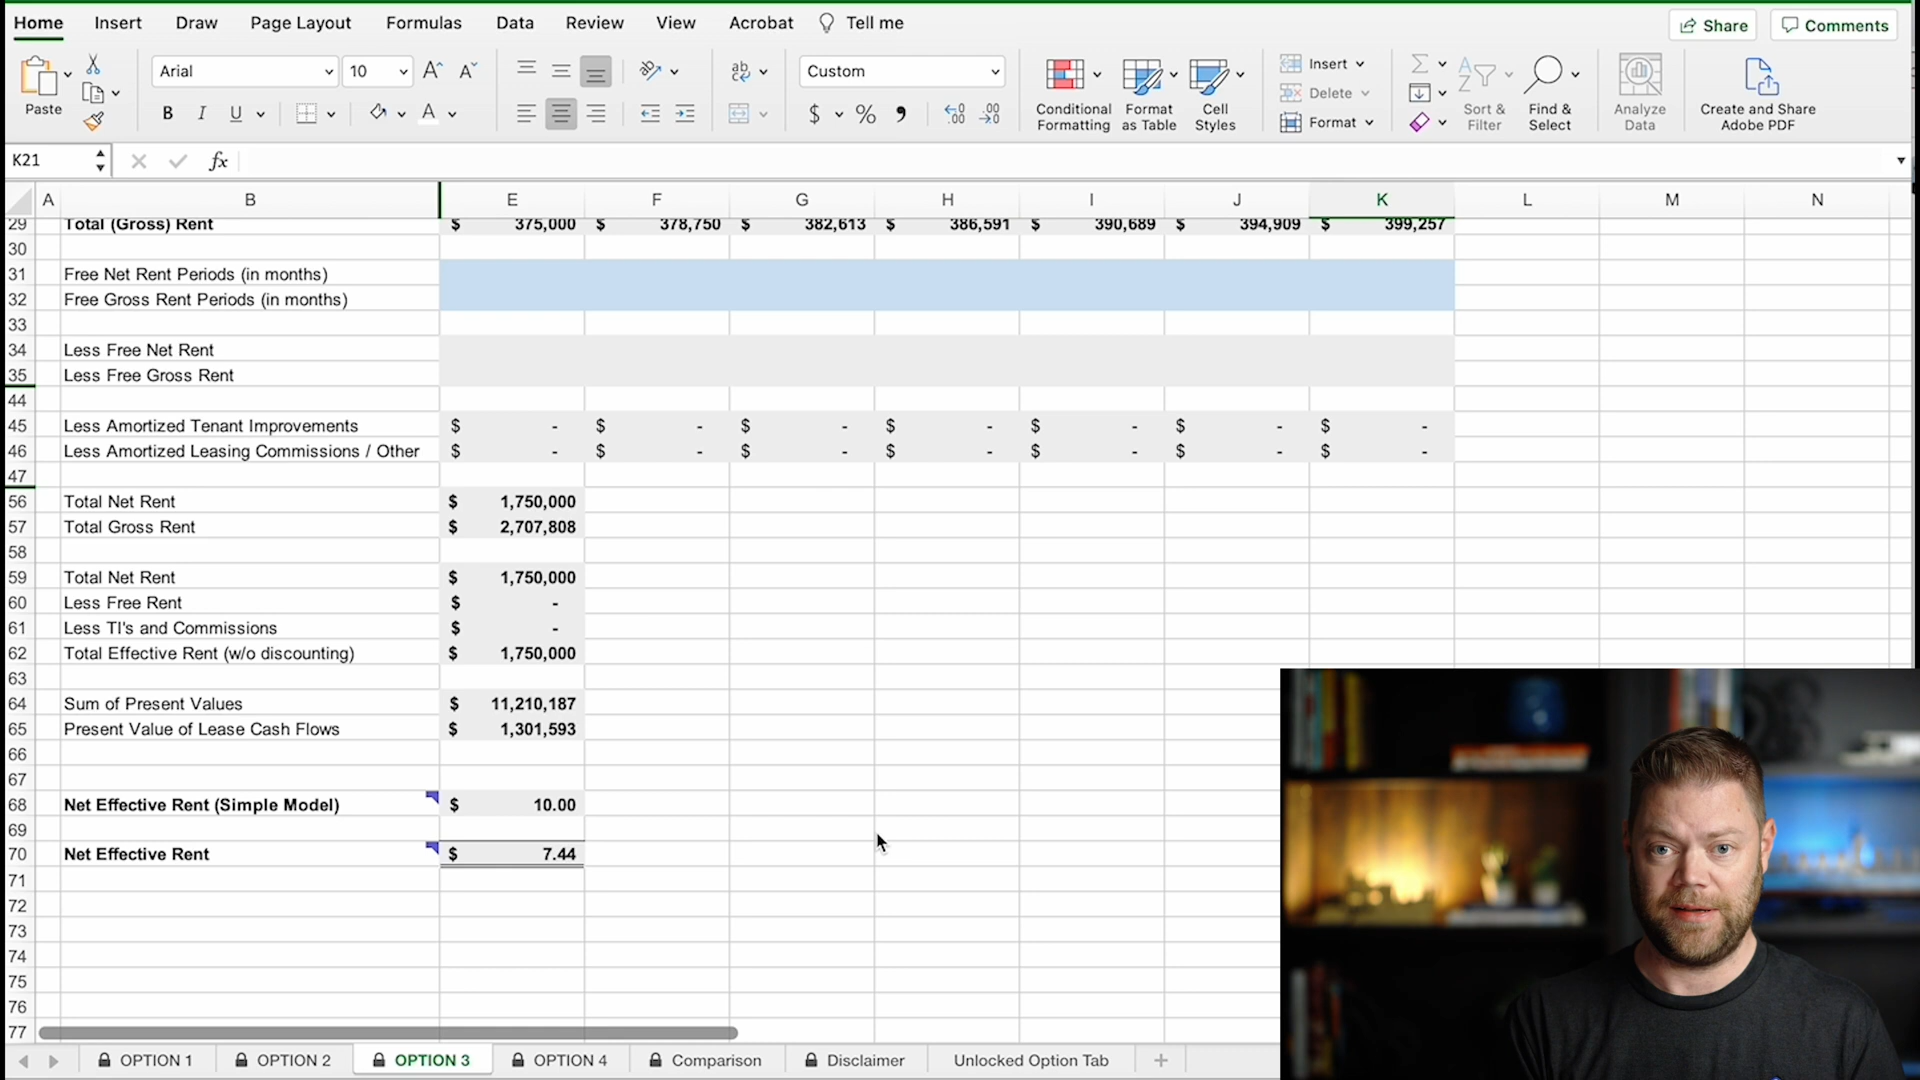 Home Insert Draw Page Layout Formulas Data Review View Acrobat Tell me Share Comments
Paste Arial 10 A A Custom Insert
B I U A $ % Conditional Formatting Format as Table Cell Styles Delete Format Sort & Filter Find & Select Analyze Data Create and Share Adobe PDF
K21 fx
A B E F G H I J K L M N
29 Total (Gross) Rent $ 375,000 $ 378,750 $ 382,613 $ 386,591 $ 390,689 $ 394,909 $ 399,257
30
31 Free Net Rent Periods (in months)
32 Free Gross Rent Periods (in months)
33
34 Less Free Net Rent
35 Less Free Gross Rent
44
45 Less Amortized Tenant Improvements $ - $ - $ - $ - $ - $ - $ -
46 Less Amortized Leasing Commissions / Other $ - $ - $ - $ - $ - $ - $ -
47
56 Total Net Rent $ 1,750,000
57 Total Gross Rent $ 2,707,808
58
59 Total Net Rent $ 1,750,000
60 Less Free Rent $ -
61 Less TI's and Commissions $ -
62 Total Effective Rent (w/o discounting) $ 1,750,000
63
64 Sum of Present Values $ 11,210,187
65 Present Value of Lease Cash Flows $ 1,301,593
66
67
68 Net Effective Rent (Simple Model) $ 10.00
69
70 Net Effective Rent $ 7.44
71
72
73
74
75
76
77
OPTION 1 OPTION 2 OPTION 3 OPTION 4 Comparison Disclaimer Unlocked Option Tab +